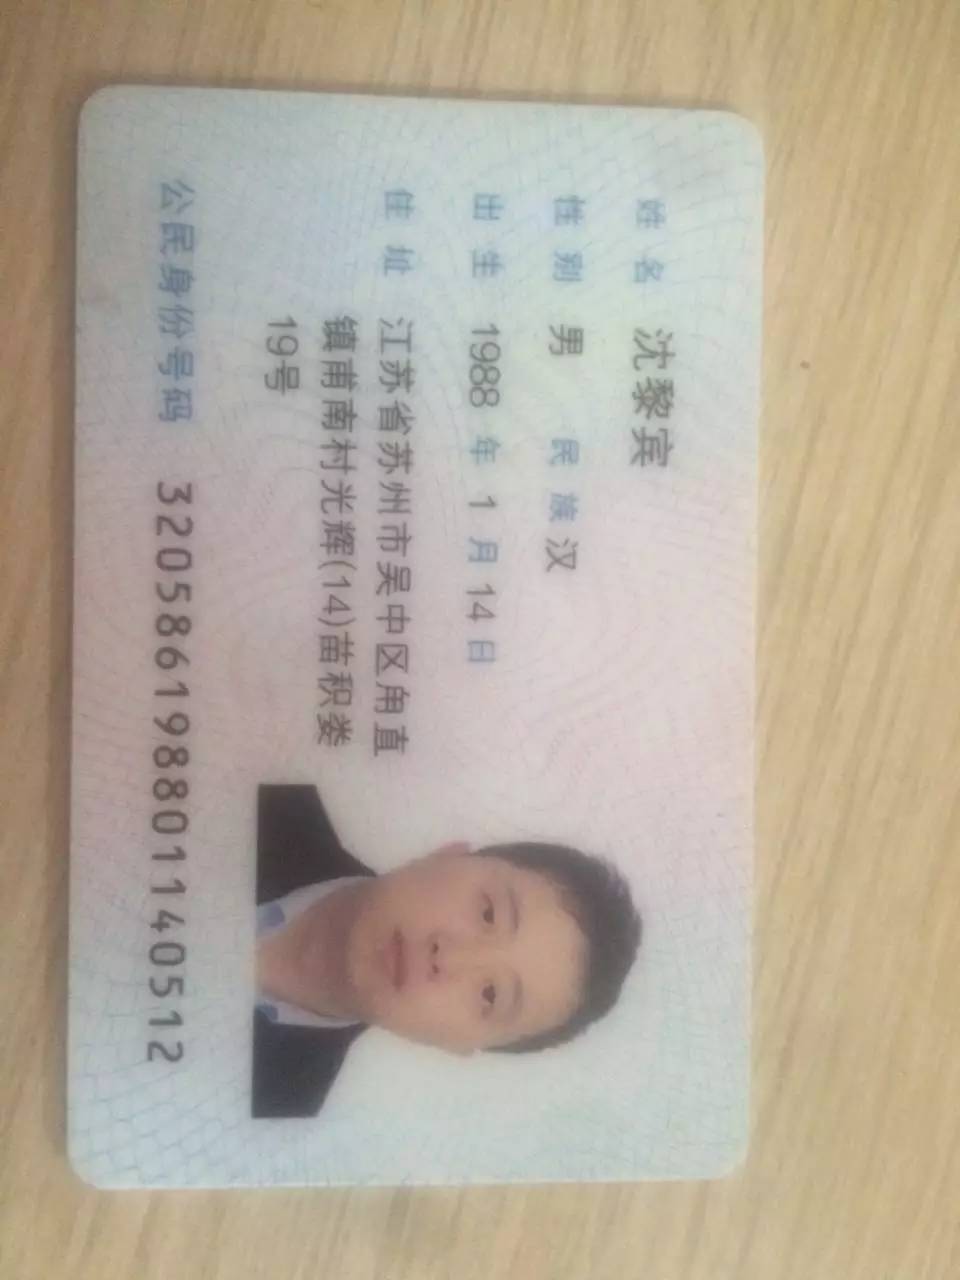 姓名 沈黎宾
性别 男 民族 汉
出生 1988 年 1 月 14 日
住址 江苏省苏州市吴中区甪直
镇甫南村光辉(14)苗积娄
19号
公民身份号码 320586198801140512